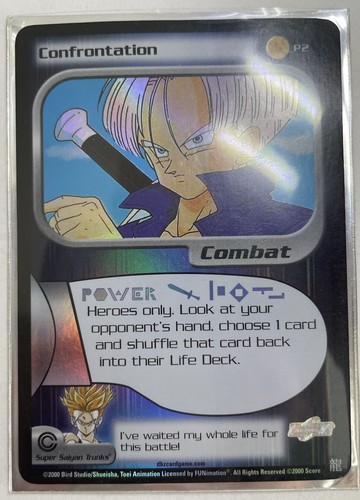 Confrontation P2
Combat
POWER
Heroes only. Look at your
opponent's hand, choose 1 card
and shuffle that card back
into their Life Deck.
C
Super Saiyan Trunks
I've waited my whole life for
this battle!
dbzcardgame.com
©2000 Bird Studio/Shueisha, Toei Animation Licensed by FUNimation®. All Rights Reserved ©2000 Score
龍